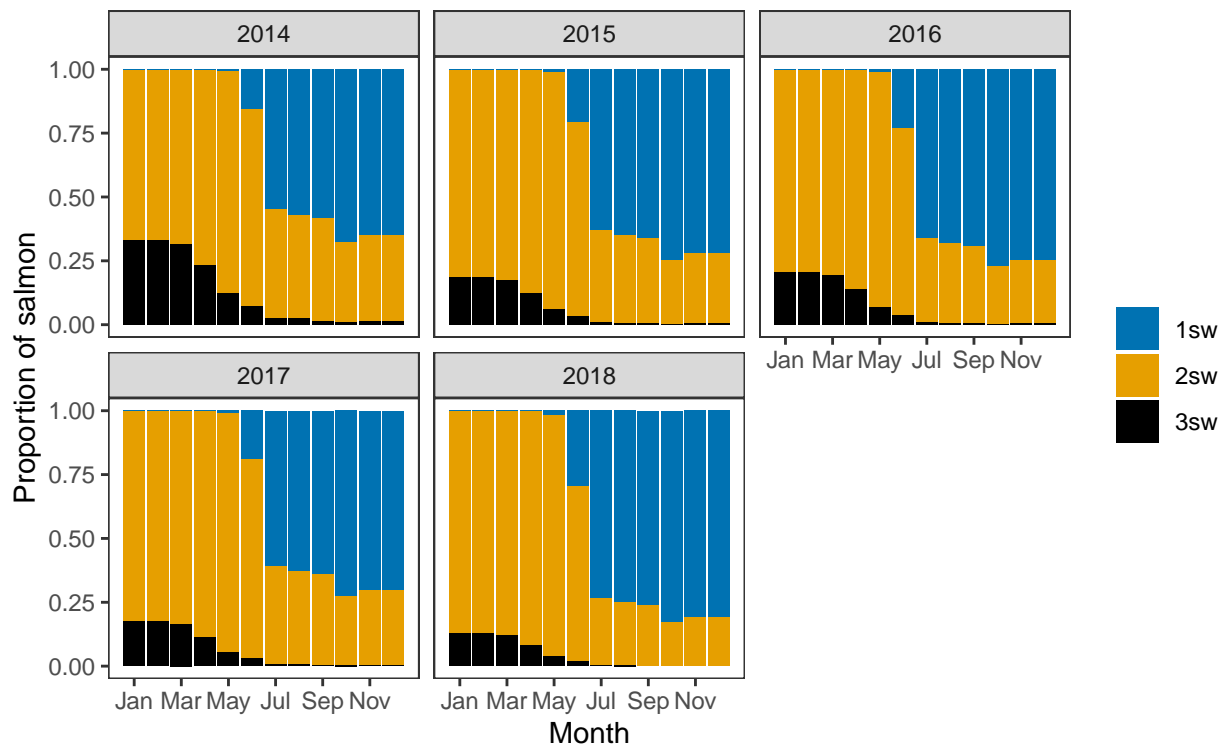 2014 2015 2016
1.00
0.75
0.50
0.25
0.00
Jan Mar May Jul Sep Nov
2017 2018
1.00
0.75
0.50
0.25
0.00
Jan Mar May Jul Sep Nov Jan Mar May Jul Sep Nov
Proportion of salmon
Month
1sw
2sw
3sw